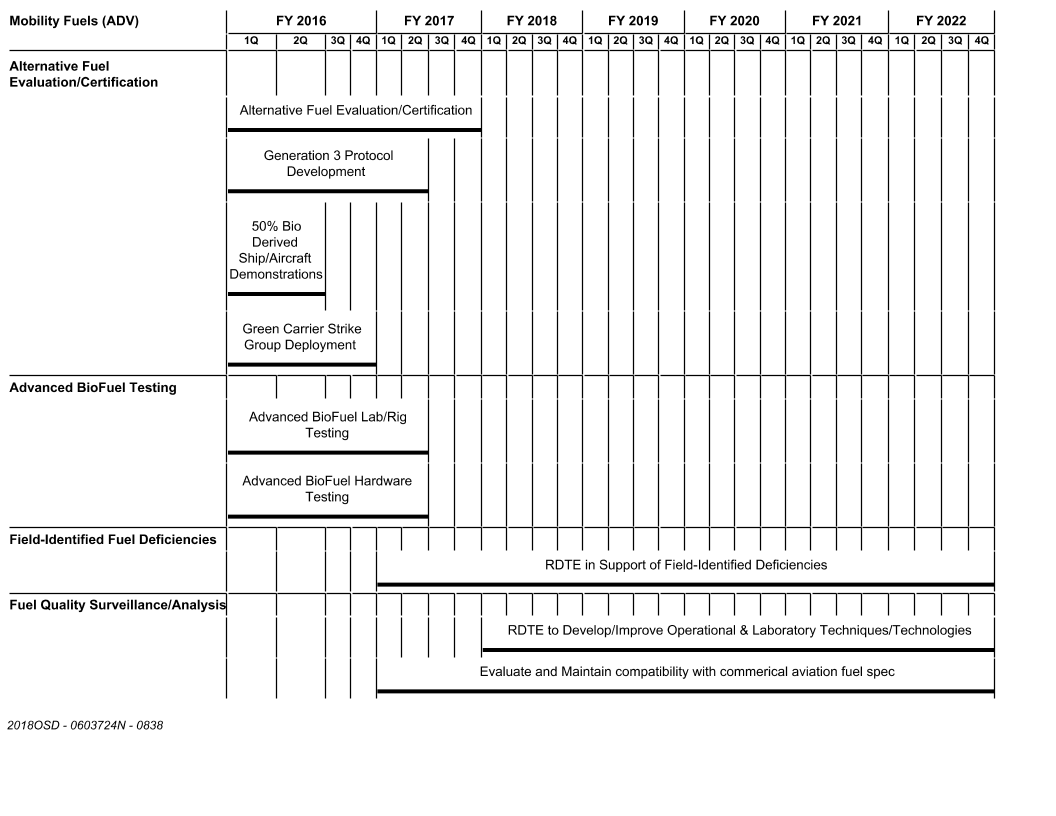 Mobility Fuels (ADV) FY 2016 FY 2017 FY 2018 FY 2019 FY 2020 FY 2021 FY 2022
1Q 2Q 3Q 4Q 1Q 2Q 3Q 4Q 1Q 2Q 3Q 4Q 1Q 2Q 3Q 4Q 1Q 2Q 3Q 4Q 1Q 2Q 3Q 4Q 1Q 2Q 3Q 4Q
Alternative Fuel
Evaluation/Certification
Alternative Fuel Evaluation/Certification
Generation 3 Protocol
Development
50% Bio
Derived
Ship/Aircraft
Demonstrations
Green Carrier Strike
Group Deployment
Advanced BioFuel Testing
Advanced BioFuel Lab/Rig
Testing
Advanced BioFuel Hardware
Testing
Field-Identified Fuel Deficiencies
RDTE in Support of Field-Identified Deficiencies
Fuel Quality Surveillance/Analysis
RDTE to Develop/Improve Operational & Laboratory Techniques/Technologies
Evaluate and Maintain compatibility with commerical aviation fuel spec
2018OSD - 0603724N - 0838